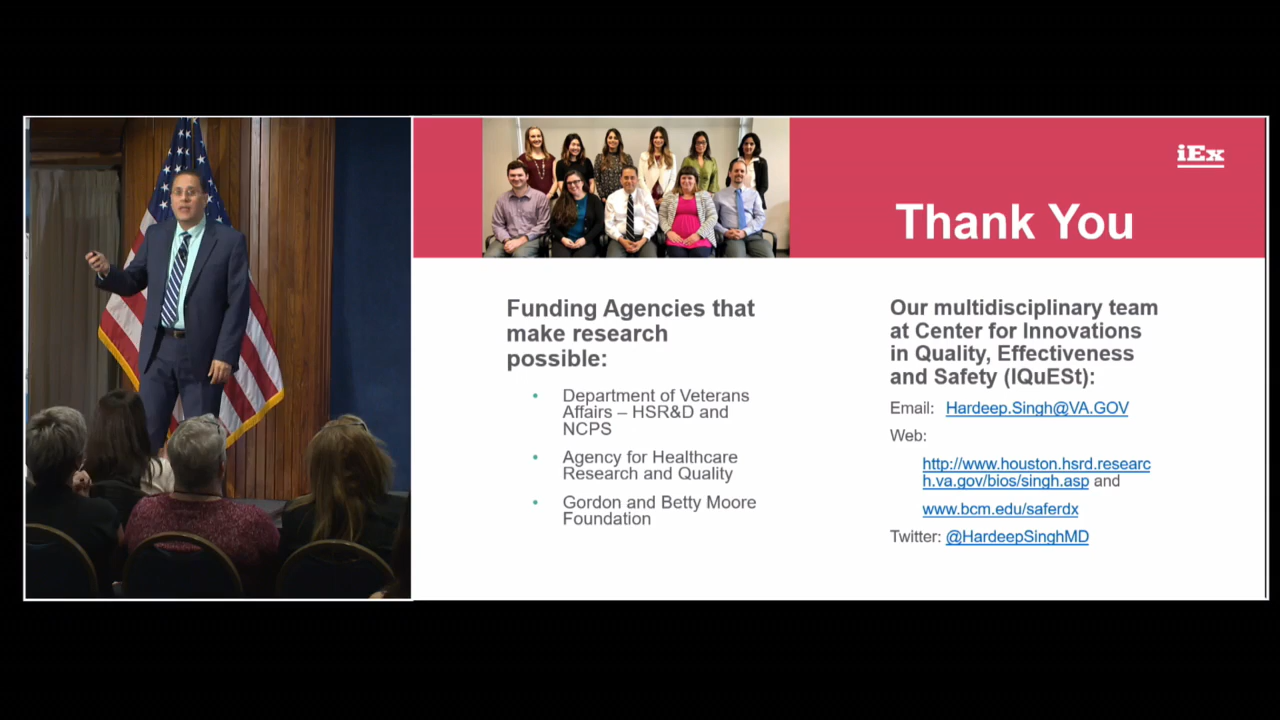 iEx
Thank You
Funding Agencies that
make research
possible:
• Department of Veterans
Affairs – HSR&D and
NCPS
• Agency for Healthcare
Research and Quality
• Gordon and Betty Moore
Foundation
Our multidisciplinary team
at Center for Innovations
in Quality, Effectiveness
and Safety (IQuESt):
Email: Hardeep.Singh@VA.GOV
Web:
http://www.houston.hsrd.researc
h.va.gov/bios/singh.asp and
www.bcm.edu/saferdx
Twitter: @HardeepSinghMD